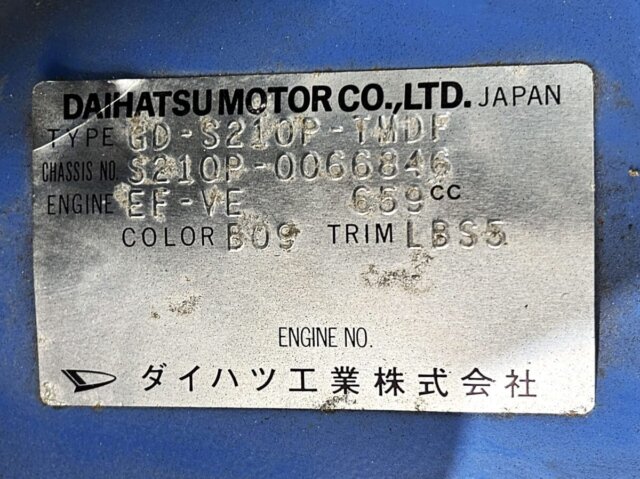 DAIHATSU MOTOR CO.,LTD. JAPAN
TYPE GD-S210P-TMDF
CHASSIS NO. S210P-0066846
ENGINE EF-VE 659CC
COLOR B09 TRIM LBS5
ENGINE NO.
ダイハツ工業株式会社